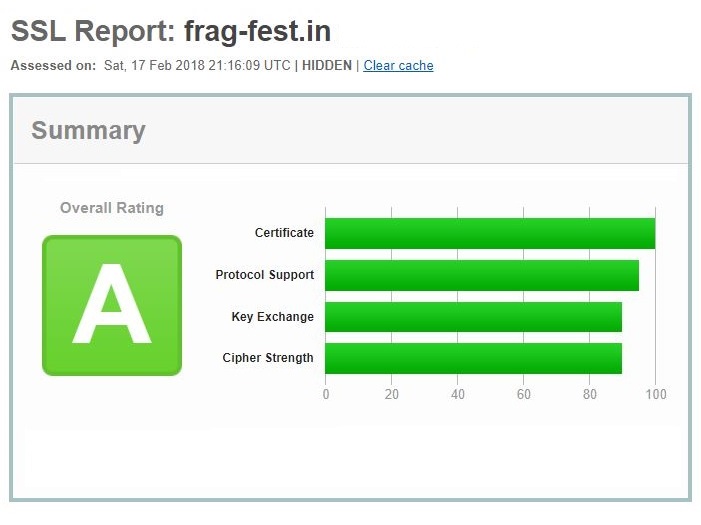 SSL Report: frag-fest.in
Assessed on: Sat, 17 Feb 2018 21:16:09 UTC | HIDDEN | Clear cache
Summary
Overall Rating
A
Certificate
Protocol Support
Key Exchange
Cipher Strength
0 20 40 60 80 100